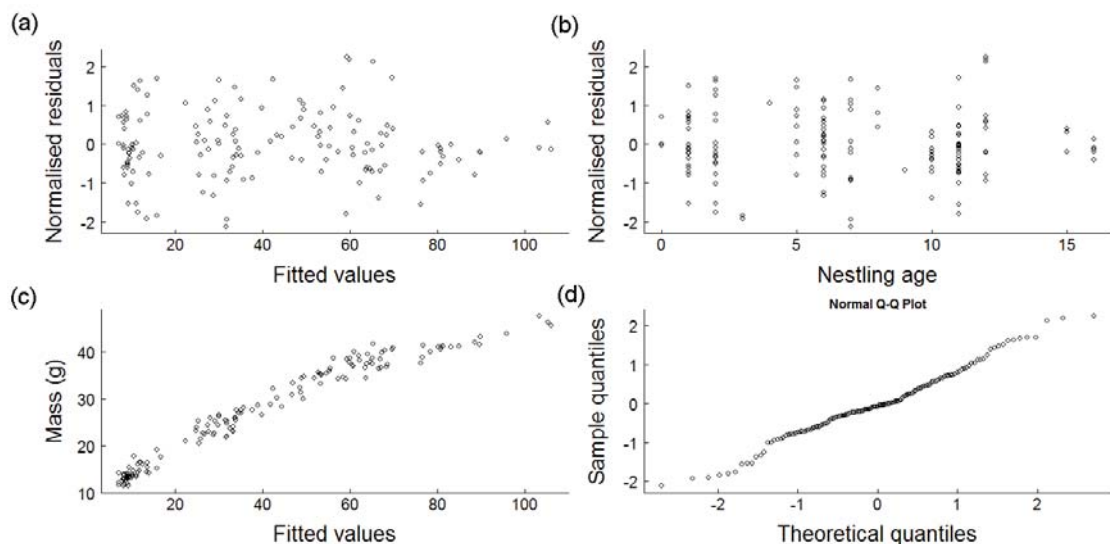 (a)
2
1
0
-1
-2
Normalised residuals
20 40 60 80 100
Fitted values
(b)
2
1
0
-1
-2
Normalised residuals
0 5 10 15
Nestling age
(c)
40
30
20
10
Mass (g)
20 40 60 80 100
Fitted values
(d)
Normal Q-Q Plot
2
1
0
-1
-2
Sample quantiles
-2 -1 0 1 2
Theoretical quantiles